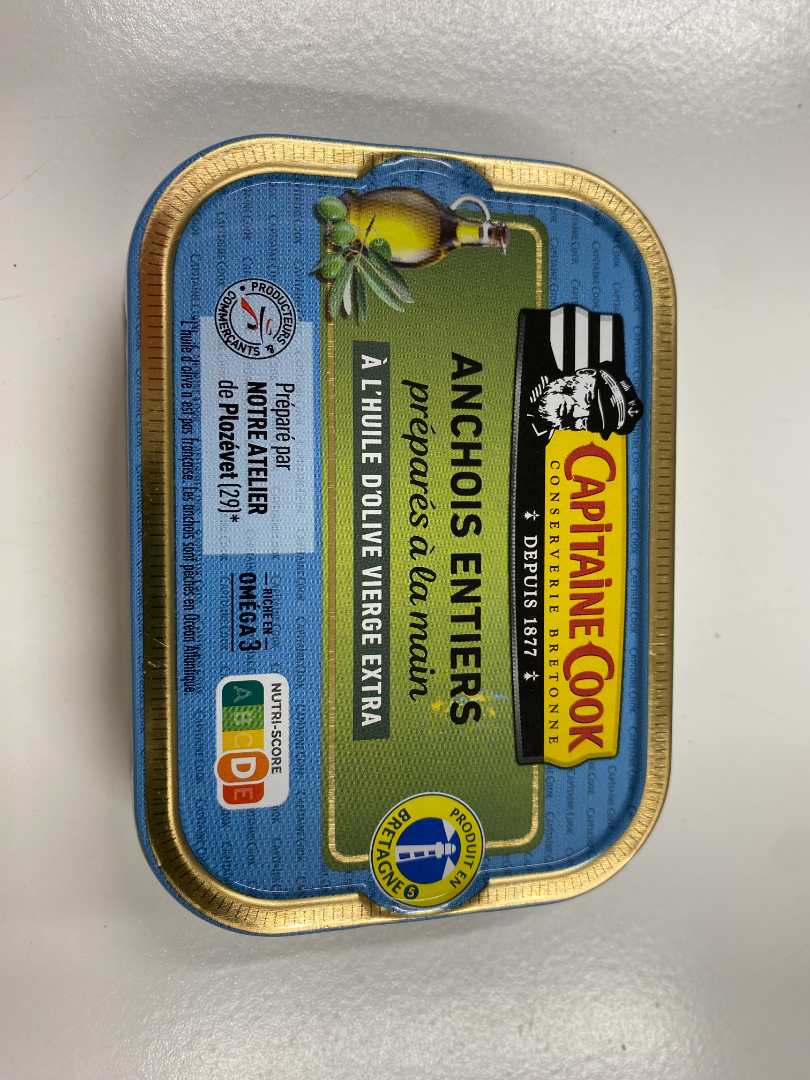 CAPITAINE COOK
CONSERVERIE BRETONNE
DEPUIS 1877
ANCHOIS ENTIERS
préparés à la main
À L'HUILE D'OLIVE VIERGE EXTRA
PRODUIT EN
BRETAGNE
PRODUCTEURS
COMMERÇANTS
Préparé par
NOTRE ATELIER
de Plozévet (29)*
RICHE EN
OMÉGA 3
NUTRI-SCORE
A B C D E
L'huile d'olive n'est pas française. Les anchois sont pêchés en Océan Atlantique.